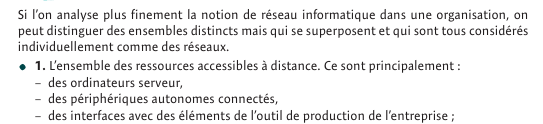 Si l'on analyse plus finement la notion de réseau informatique dans une organisation, on
peut distinguer des ensembles distincts mais qui se superposent et qui sont tous considérés
individuellement comme des réseaux.
● 1. L'ensemble des ressources accessibles à distance. Ce sont principalement :
– des ordinateurs serveur,
– des périphériques autonomes connectés,
– des interfaces avec des éléments de l'outil de production de l'entreprise ;